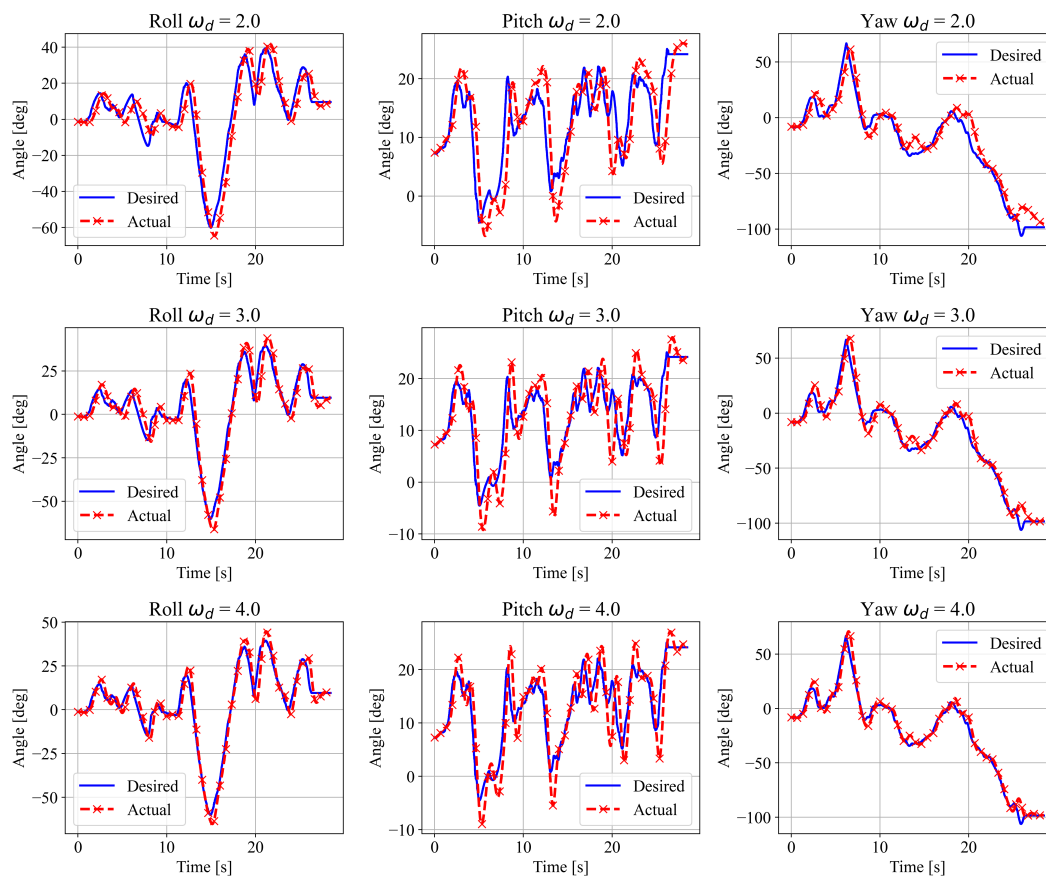 Roll ω_d = 2.0
Pitch ω_d = 2.0
Yaw ω_d = 2.0
Angle [deg]
40
20
0
−20
−40
−60
Desired
Actual
0
10
20
Time [s]
Angle [deg]
20
10
0
Desired
Actual
0
10
20
Time [s]
Angle [deg]
50
0
−50
−100
Desired
Actual
0
10
20
Time [s]
Roll ω_d = 3.0
Pitch ω_d = 3.0
Yaw ω_d = 3.0
Angle [deg]
25
0
−25
−50
Desired
Actual
0
10
20
Time [s]
Angle [deg]
20
10
0
−10
Desired
Actual
0
10
20
Time [s]
Angle [deg]
50
0
−50
−100
Desired
Actual
0
10
20
Time [s]
Roll ω_d = 4.0
Pitch ω_d = 4.0
Yaw ω_d = 4.0
Angle [deg]
50
25
0
−25
−50
Desired
Actual
0
10
20
Time [s]
Angle [deg]
20
10
0
−10
Desired
Actual
0
10
20
Time [s]
Angle [deg]
50
0
−50
−100
Desired
Actual
0
10
20
Time [s]